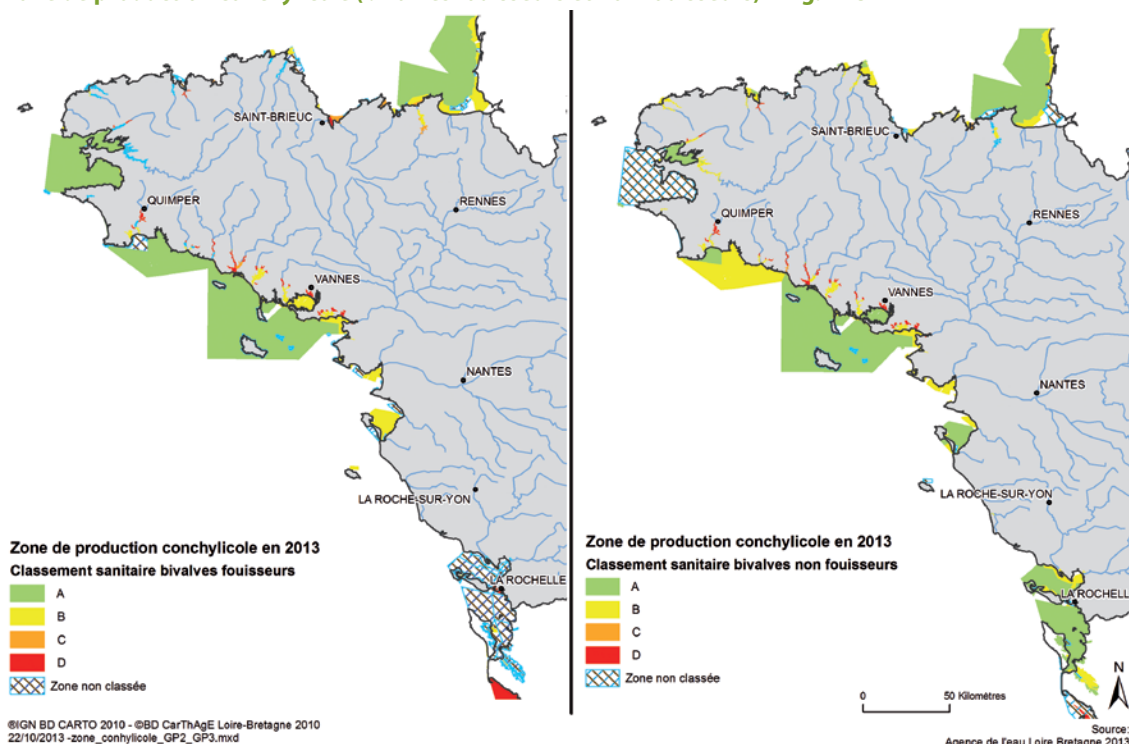 SAINT-BRIEUC
QUIMPER
RENNES
VANNES
NANTES
LA ROCHE-SUR-YON
LA ROCHELLE
Zone de production conchylicole en 2013
Classement sanitaire bivalves fouisseurs
A
B
C
D
Zone non classée
©IGN BD CARTO 2010 - ©BD CarThAgE Loire-Bretagne 2010
22/10/2013 -zone_conhylicole_GP2_GP3.mxd
SAINT-BRIEUC
QUIMPER
RENNES
VANNES
NANTES
LA ROCHE-SUR-YON
LA ROCHELL
Zone de production conchylicole en 2013
Classement sanitaire bivalves non fouisseurs
A
B
C
D
Zone non classée
0 50 Kilomètres
N
Source:
Agence de l'eau Loire Bretagne 2013